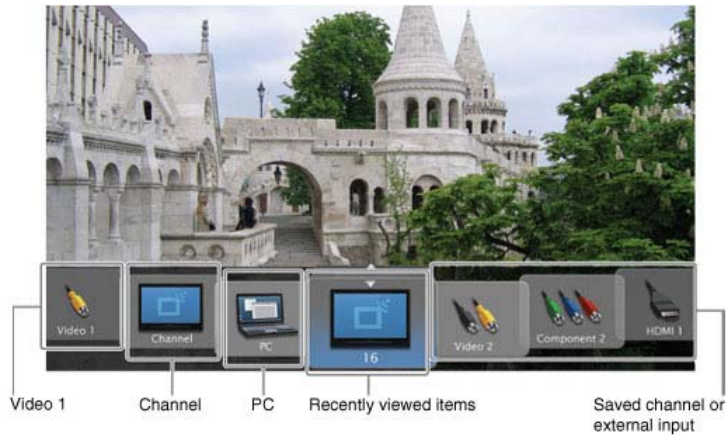 Video 1
Channel
PC
16
Video 2
Component 2
HDMI 1
Video 1
Channel
PC
Recently viewed items
Saved channel or
external input